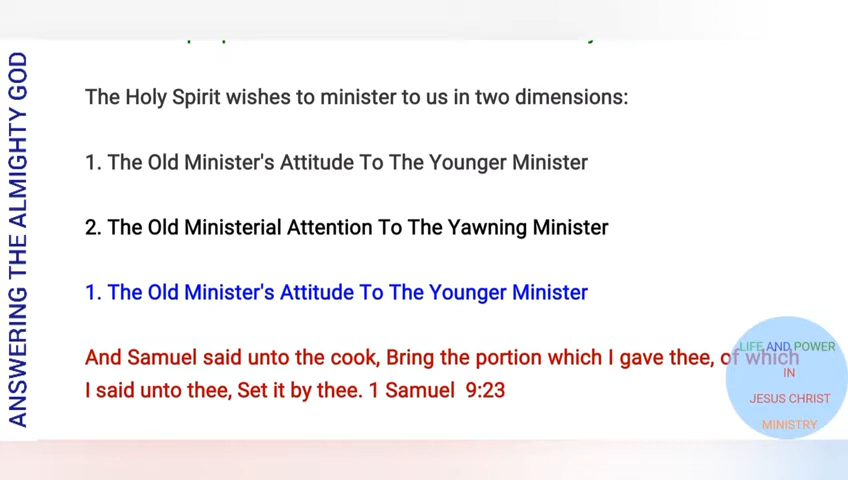 ANSWERING THE ALMIGHTY GOD
The Holy Spirit wishes to minister to us in two dimensions:
1. The Old Minister's Attitude To The Younger Minister
2. The Old Ministerial Attention To The Yawning Minister
1. The Old Minister's Attitude To The Younger Minister
And Samuel said unto the cook, Bring the portion which I gave thee, of which
I said unto thee, Set it by thee. 1 Samuel 9:23
LIFE AND POWER
IN
JESUS CHRIST
MINISTRY